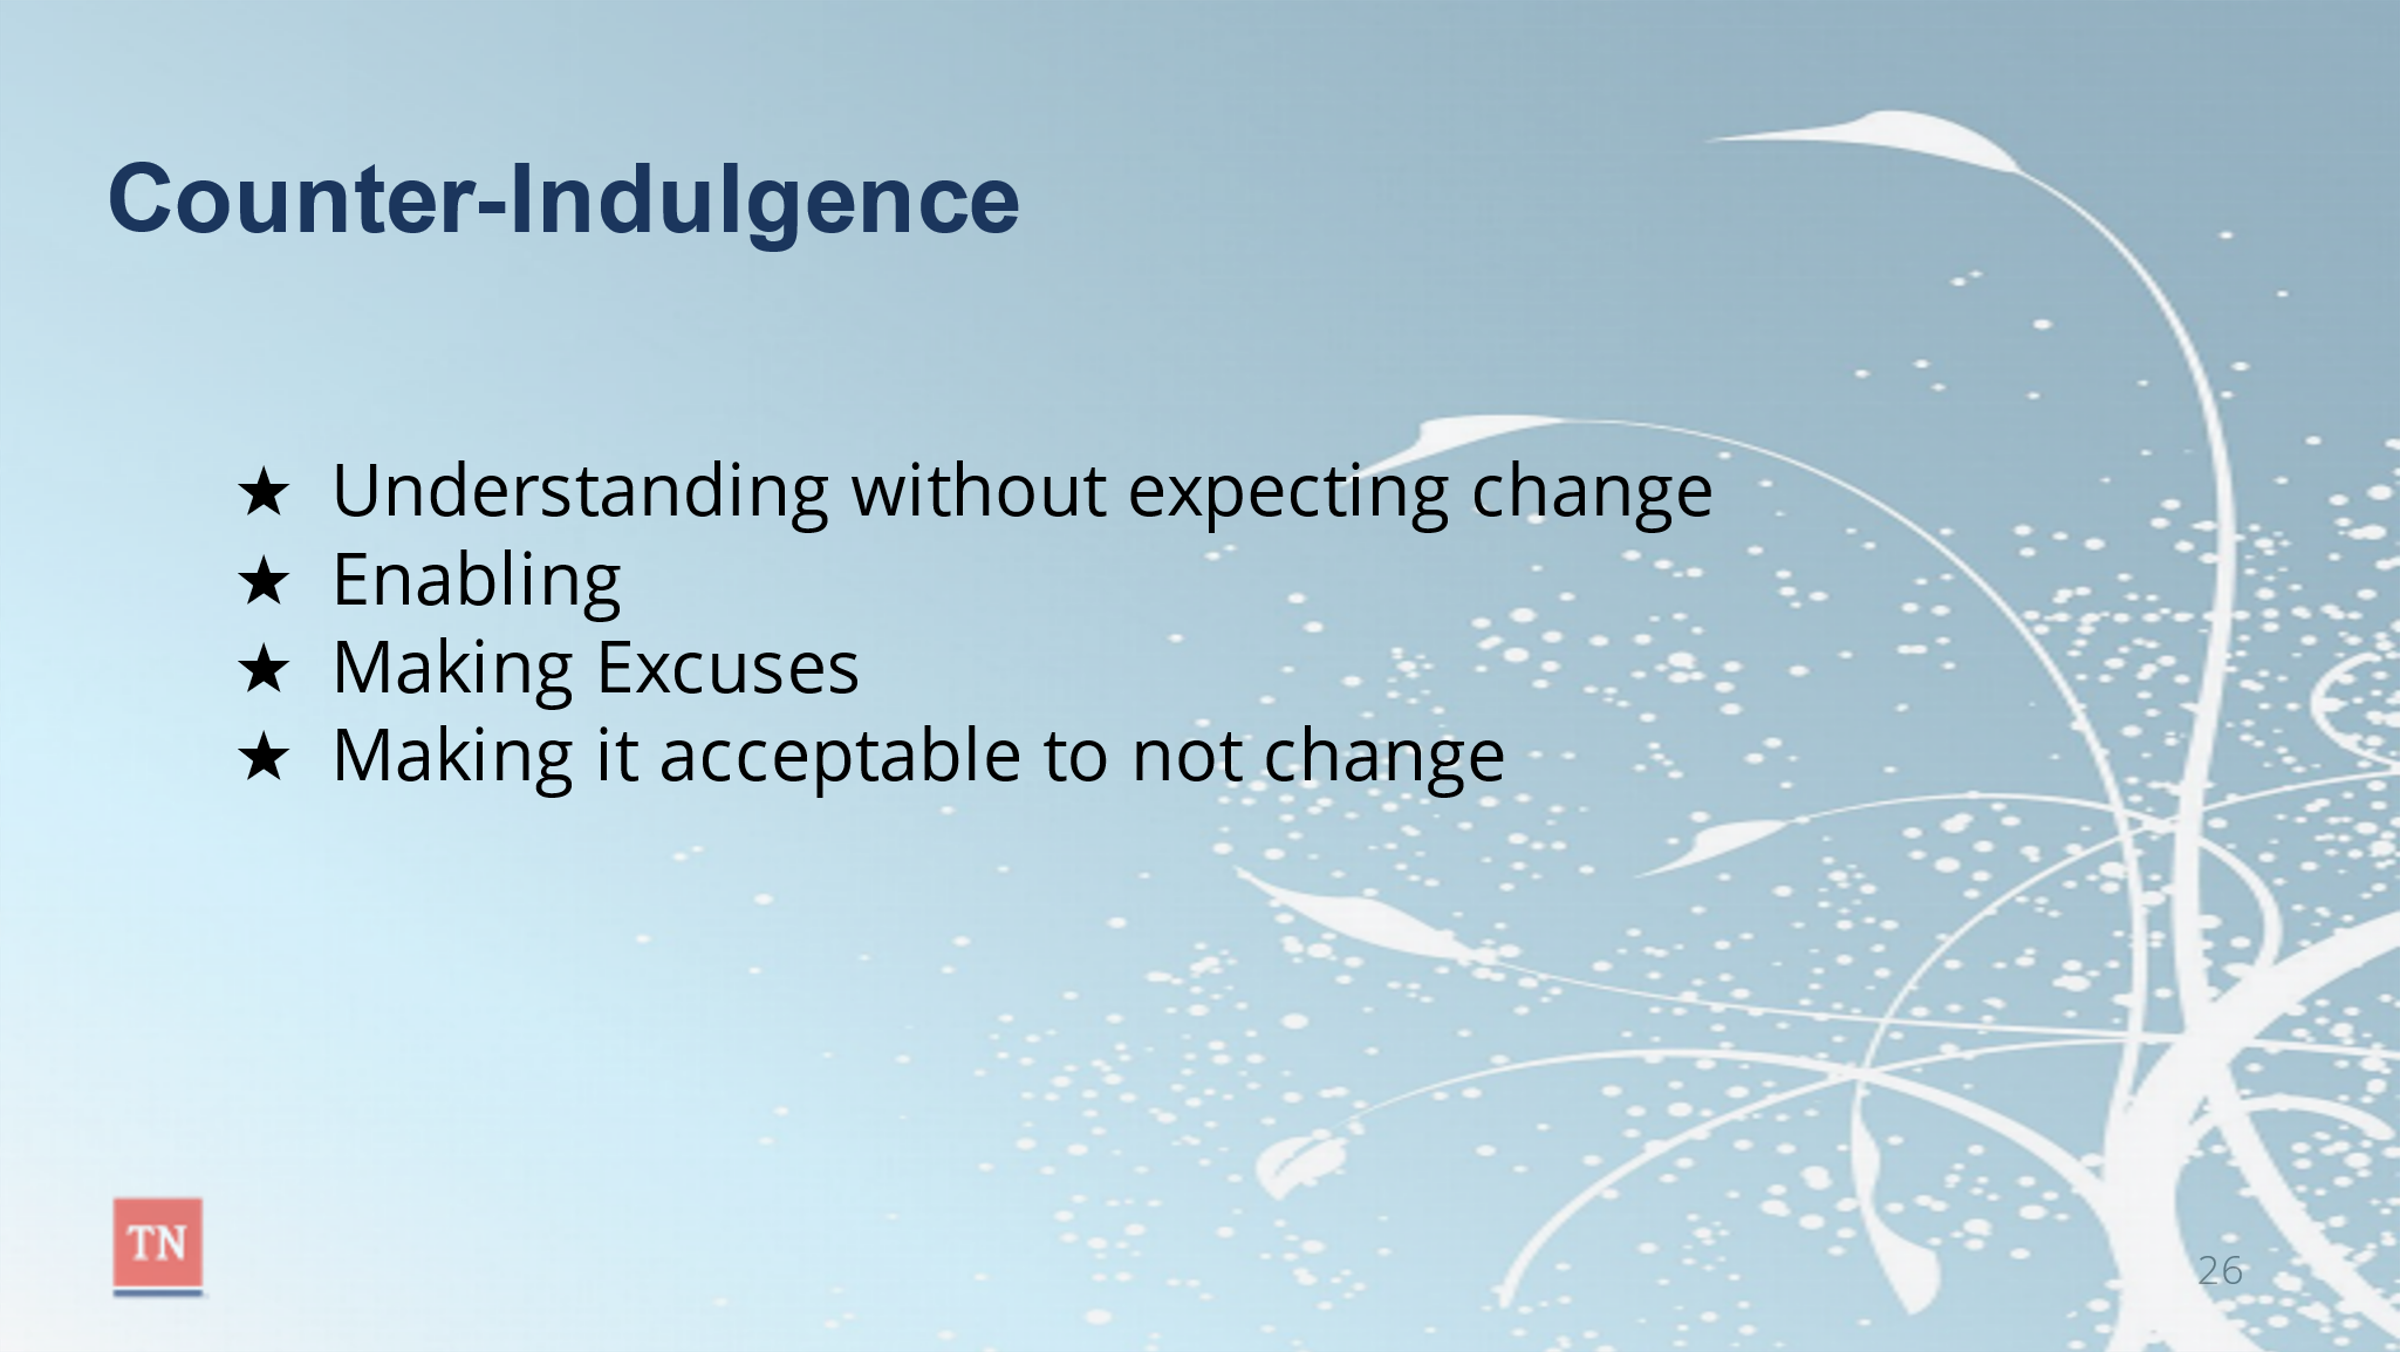 Counter-Indulgence
★ Understanding without expecting change
★ Enabling
★ Making Excuses
★ Making it acceptable to not change
TN
26